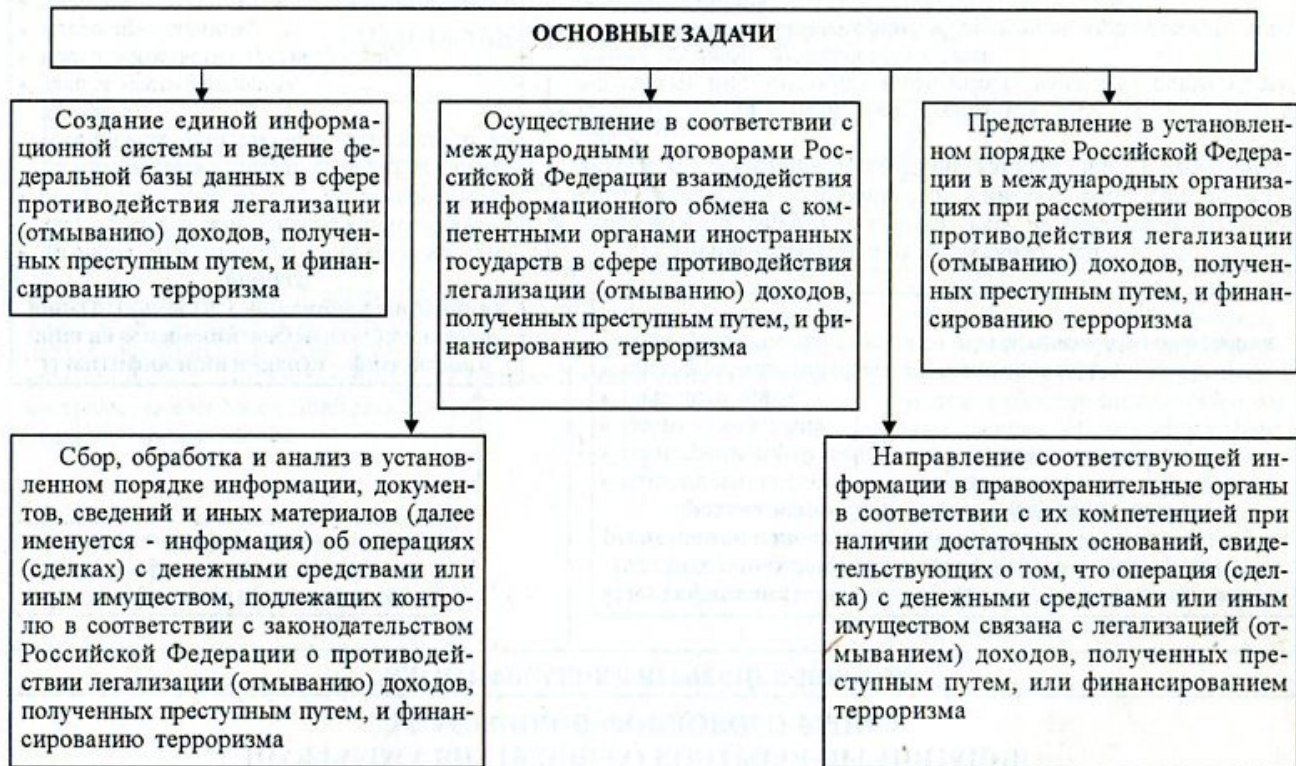 ОСНОВНЫЕ ЗАДАЧИ
Создание единой информа-
ционной системы и ведение фе-
деральной базы данных в сфере
противодействия легализации
(отмыванию) доходов, получен-
ных преступным путем, и финан-
сированию терроризма
Осуществление в соответствии с
международными договорами Рос-
сийской Федерации взаимодействия
и информационного обмена с ком-
петентными органами иностранных
государств в сфере противодействия
легализации (отмыванию) доходов,
полученных преступным путем, и фи-
нансированию терроризма
Представление в установлен-
ном порядке Российской Федера-
ции в международных организа-
циях при рассмотрении вопросов
противодействия легализации
(отмыванию) доходов, получен-
ных преступным путем, и финан-
сированию терроризма
Сбор, обработка и анализ в установ-
ленном порядке информации, докумен-
тов, сведений и иных материалов (далее
именуется - информация) об операциях
(сделках) с денежными средствами или
иным имуществом, подлежащих контро-
лю в соответствии с законодательством
Российской Федерации о противодей-
ствии легализации (отмыванию) доходов,
полученных преступным путем, и финан-
сированию терроризма
Направление соответствующей ин-
формации в правоохранительные органы
в соответствии с их компетенцией при
наличии достаточных оснований, свиде-
тельствующих о том, что операция (сдел-
ка) с денежными средствами или иным
имуществом связана с легализацией (от-
мыванием) доходов, полученных пре-
ступным путем, или финансированием
терроризма